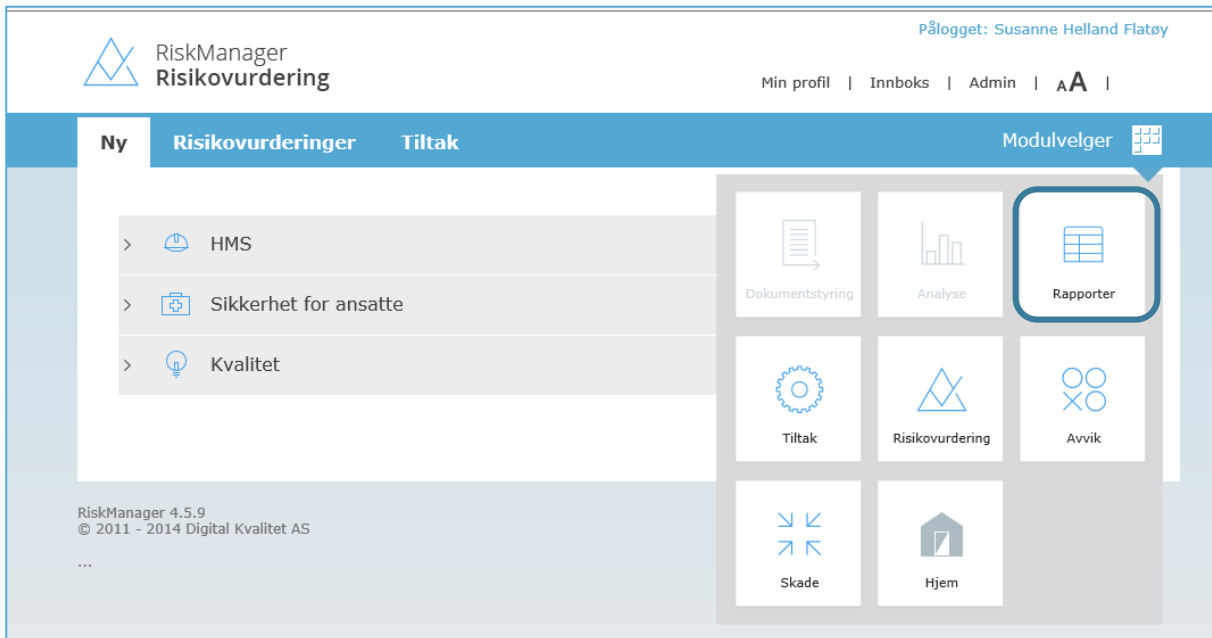 Pålogget: Susanne Helland Flatøy
RiskManager
Risikovurdering
Min profil | Innboks | Admin | AA |
Ny Risikovurderinger Tiltak Modulvelger
HMS
Sikkerhet for ansatte
Kvalitet
Dokumentstyring Analyse Rapporter
Tiltak Risikovurdering Avvik
Skade Hjem
RiskManager 4.5.9
© 2011 - 2014 Digital Kvalitet AS
...